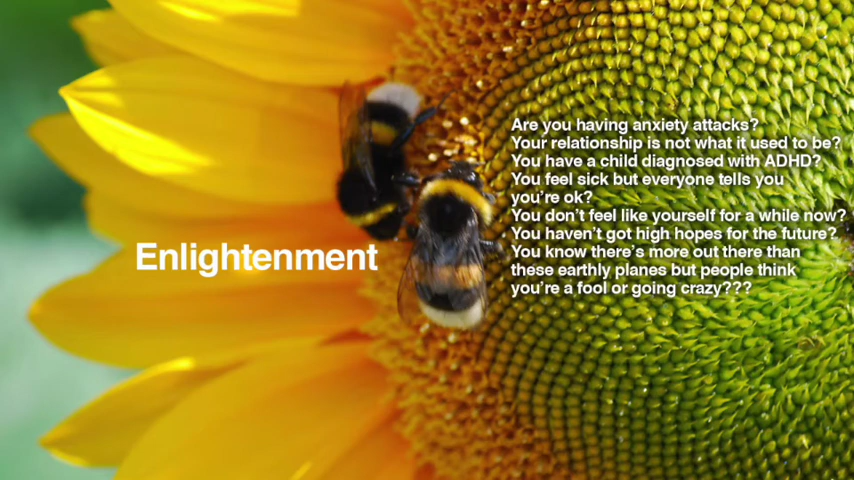 Enlightenment
Are you having anxiety attacks?
Your relationship is not what it used to be?
You have a child diagnosed with ADHD?
You feel sick but everyone tells you
you're ok?
You don't feel like yourself for a while now?
You haven't got high hopes for the future?
You know there's more out there than
these earthly planes but people think
you're a fool or going crazy???